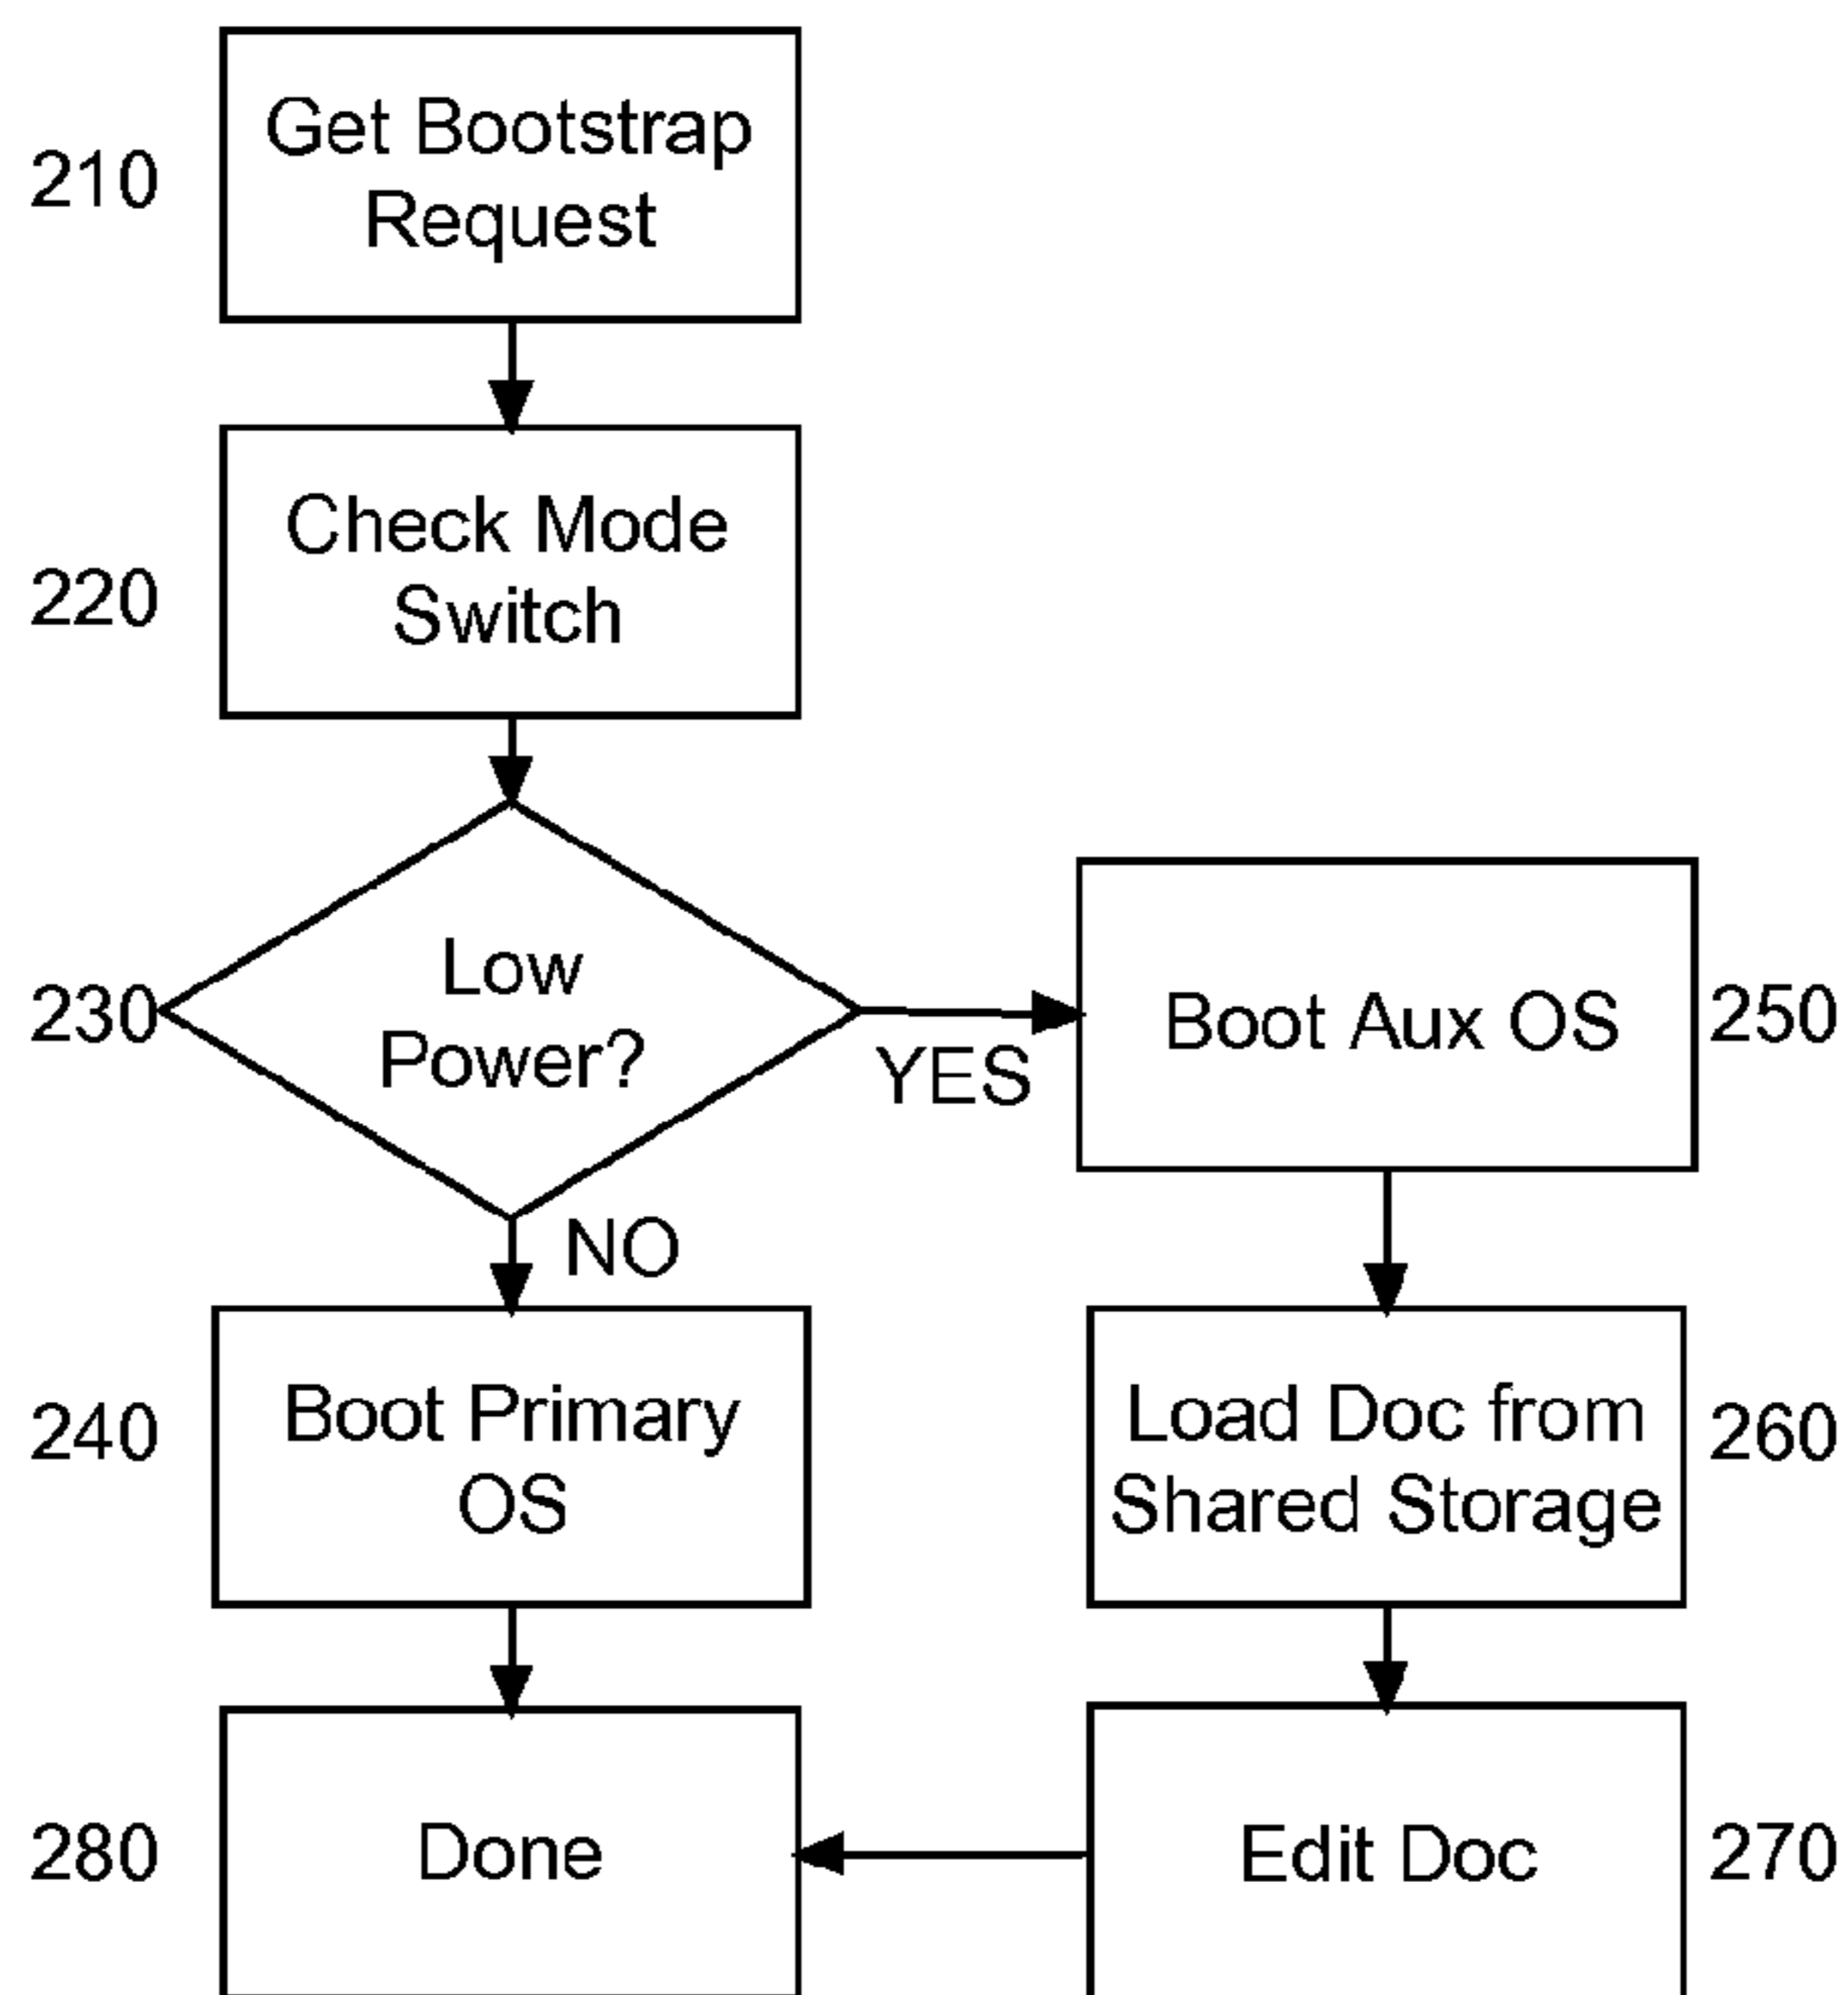 210
Get Bootstrap
Request
220
Check Mode
Switch
230
Low
Power?
YES
NO
Boot Aux OS
250
240
Boot Primary
OS
Load Doc from
Shared Storage
260
280
Done
Edit Doc
270